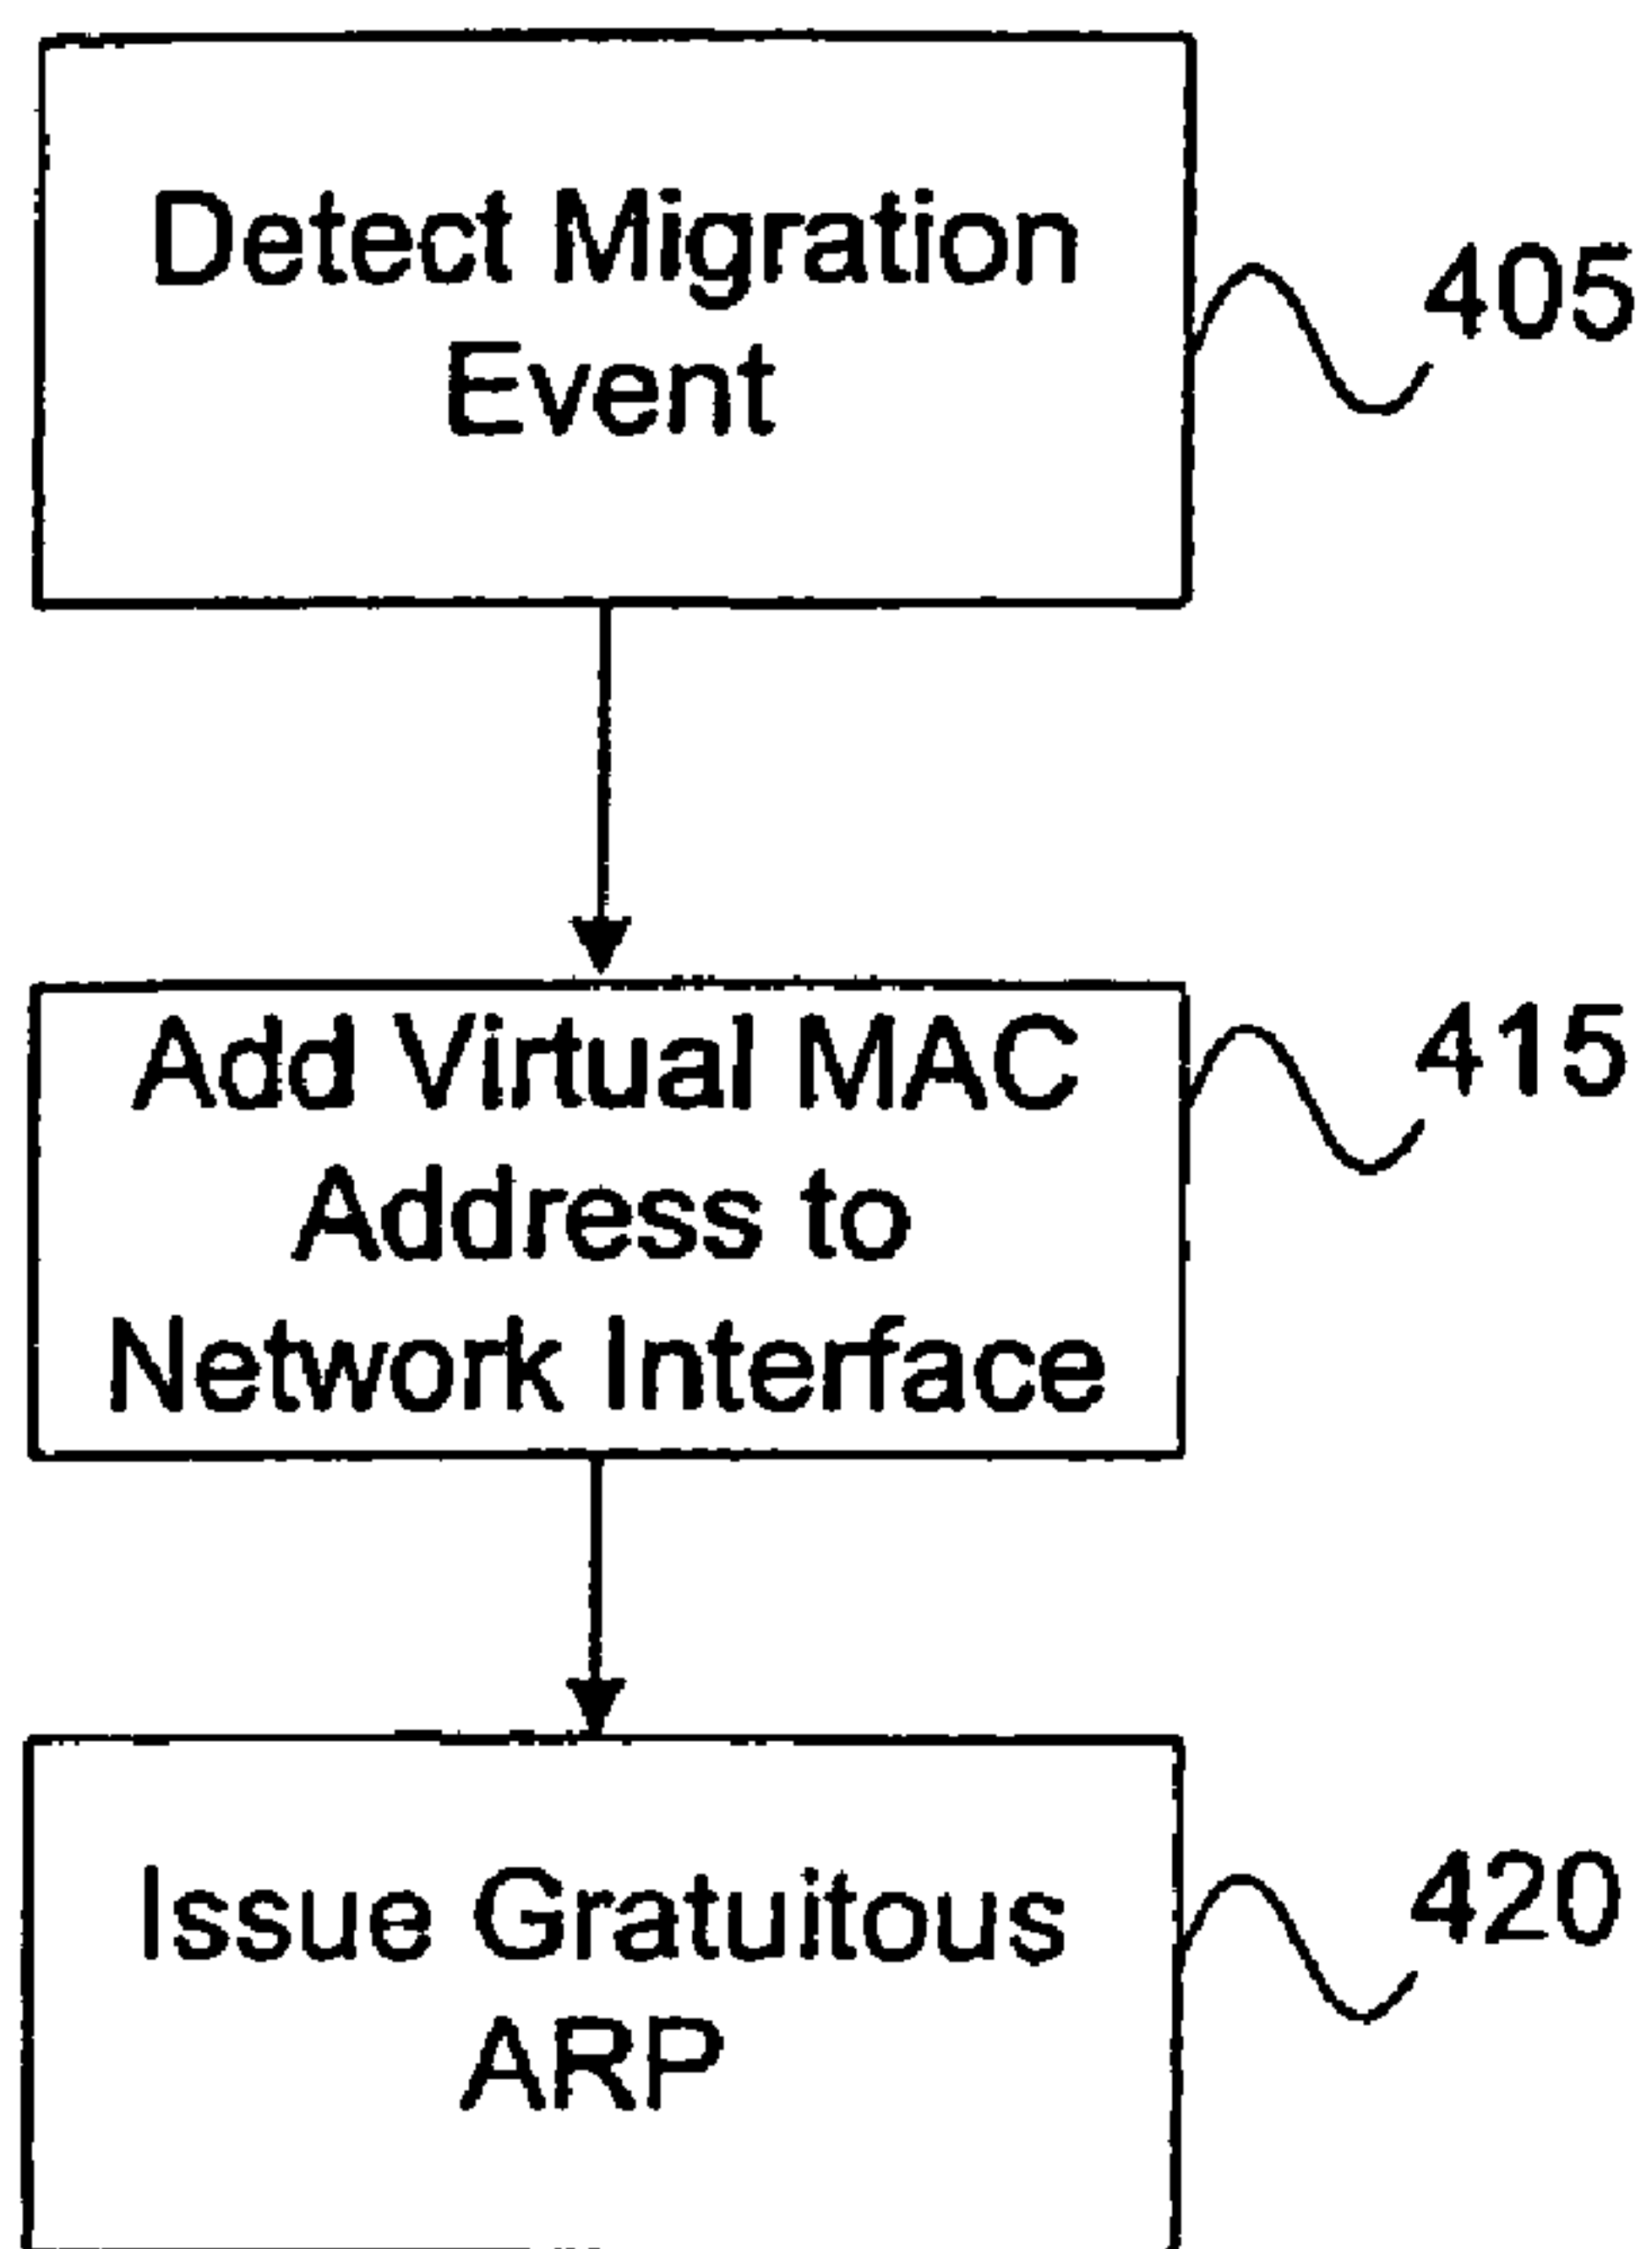 Detect Migration
Event
405
Add Virtual MAC
Address to
Network Interface
415
Issue Gratuitous
ARP
420